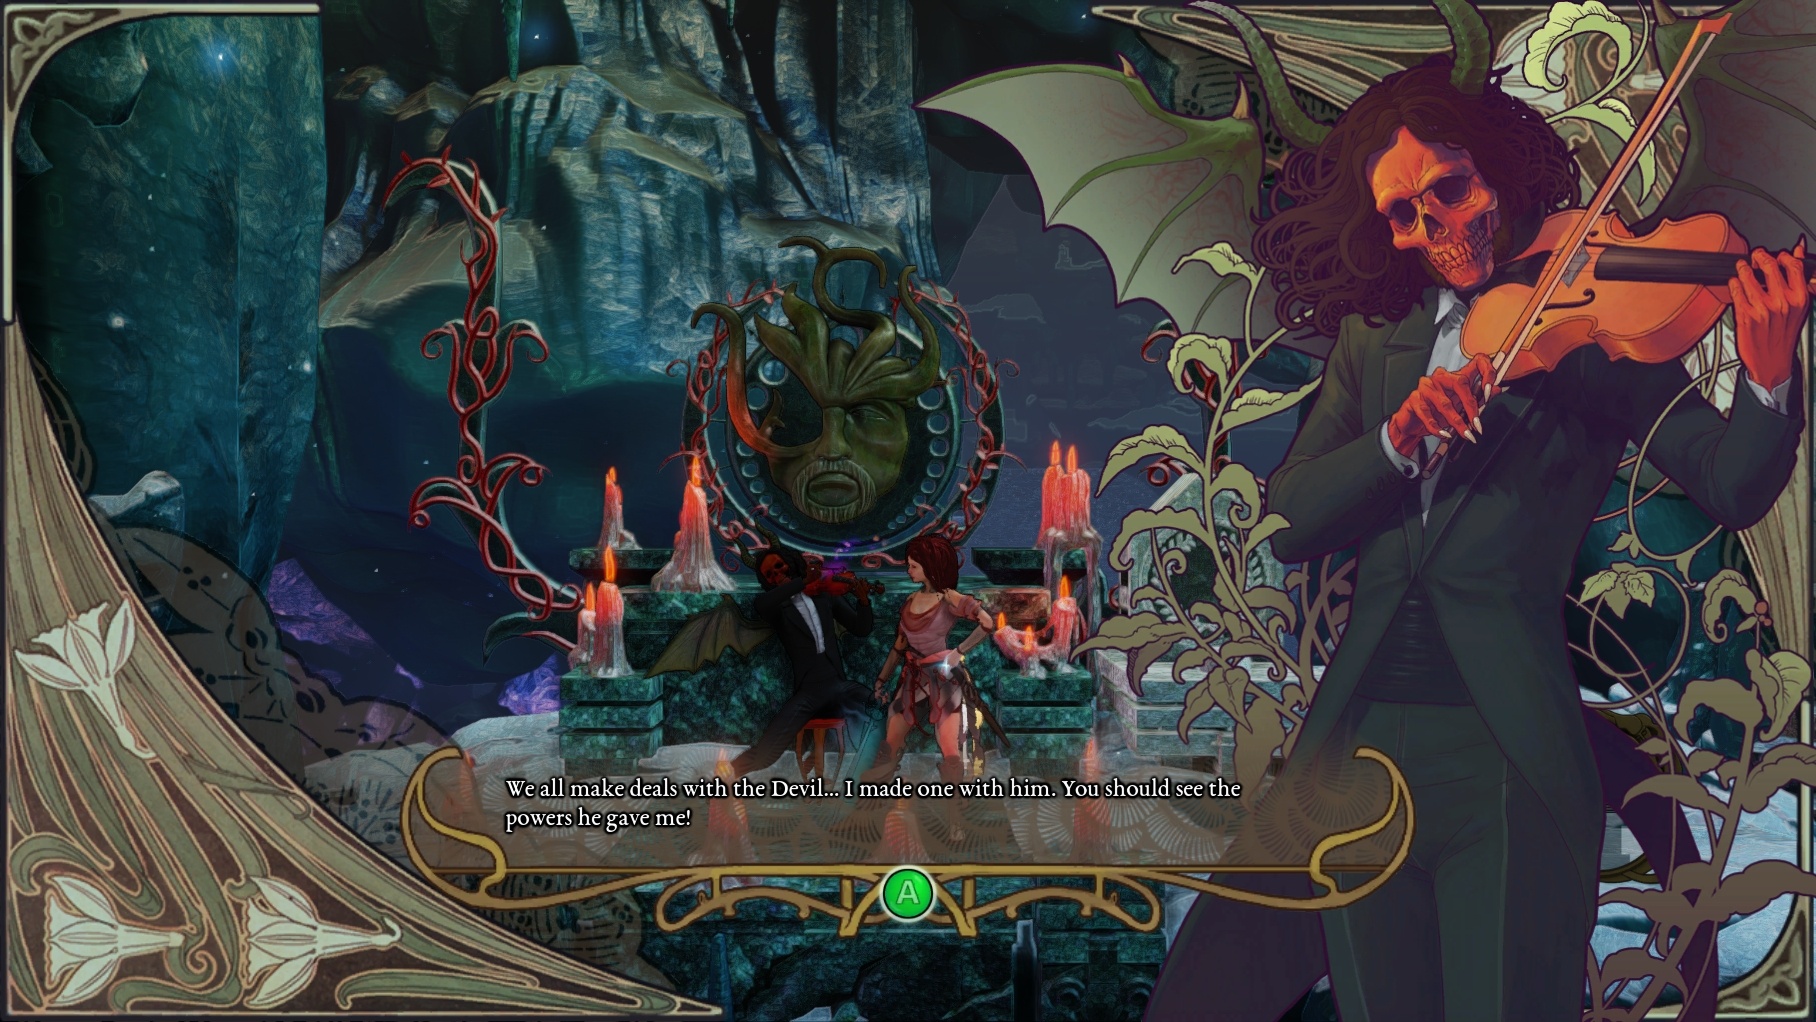 We all make deals with the Devil... I made one with him. You should see the
powers he gave me!
A